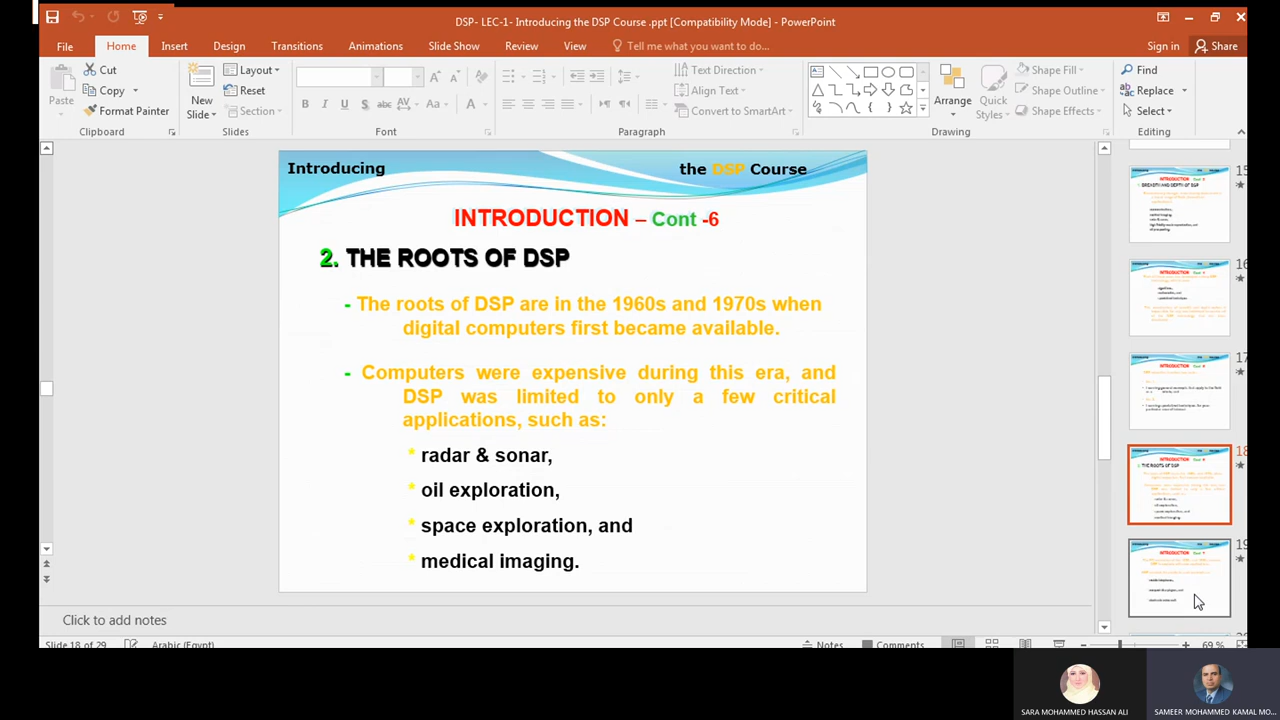 DSP- LEC-1- Introducing the DSP Course .ppt [Compatibility Mode] - PowerPoint
File Home Insert Design Transitions Animations Slide Show Review View Tell me what you want to do... Sign in Share
Cut
Copy
Format Painter
Paste
Clipboard
New
Slide
Layout
Reset
Section
Slides
Font
Text Direction
Align Text
Convert to SmartArt
Paragraph
Arrange
Quick
Styles
Shape Fill
Shape Outline
Shape Effects
Drawing
Find
Replace
Select
Editing
Introducing the DSP Course
INTRODUCTION – Cont -6
2. THE ROOTS OF DSP
- The roots of DSP are in the 1960s and 1970s when
digital computers first became available.
- Computers were expensive during this era, and
DSP was limited to only a few critical
applications, such as:
* radar & sonar,
* oil exploration,
* space exploration, and
* medical imaging.
15
16
17
18
19
Click to add notes
Slide 18 of 29 Arabic (Egypt) Notes Comments 69 %
SARA MOHAMMED HASSAN ALI
SAMEER MOHAMMED KAMAL MO...